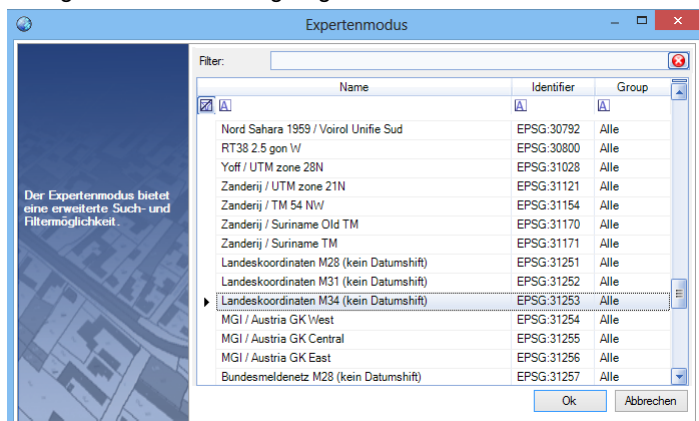 Expertenmodus
Filter:
Name Identifier Group
Nord Sahara 1959 / Voirol Unifie Sud EPSG:30792 Alle
RT38 2.5 gon W EPSG:30800 Alle
Yoff / UTM zone 28N EPSG:31028 Alle
Zanderij / UTM zone 21N EPSG:31121 Alle
Zanderij / TM 54 NW EPSG:31154 Alle
Zanderij / Suriname Old TM EPSG:31170 Alle
Zanderij / Suriname TM EPSG:31171 Alle
Landeskoordinaten M28 (kein Datumshift) EPSG:31251 Alle
Landeskoordinaten M31 (kein Datumshift) EPSG:31252 Alle
Landeskoordinaten M34 (kein Datumshift) EPSG:31253 Alle
MGI / Austria GK West EPSG:31254 Alle
MGI / Austria GK Central EPSG:31255 Alle
MGI / Austria GK East EPSG:31256 Alle
Bundesmeldenetz M28 (kein Datumshift) EPSG:31257 Alle
Der Expertenmodus bietet
eine erweiterte Such- und
Filtermöglichkeit.
Ok Abbrechen